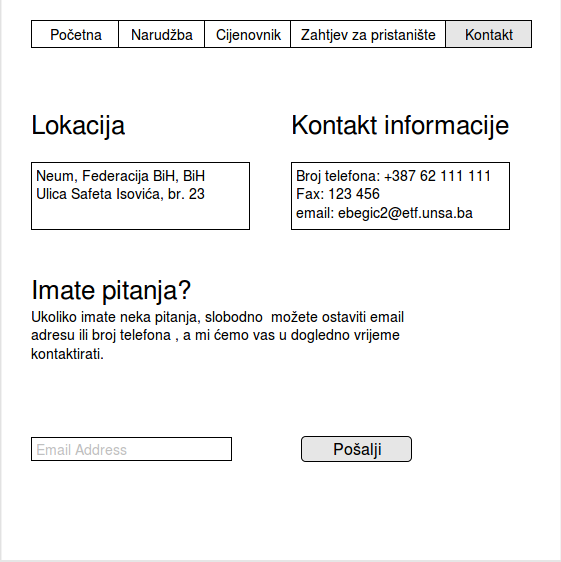 Početna Narudžba Cijenovnik Zahtjev za pristanište Kontakt
Lokacija
Neum, Federacija BiH, BiH
Ulica Safeta Isovića, br. 23
Kontakt informacije
Broj telefona: +387 62 111 111
Fax: 123 456
email: ebegic2@etf.unsa.ba
Imate pitanja?
Ukoliko imate neka pitanja, slobodno  možete ostaviti email
adresu ili broj telefona , a mi ćemo vas u dogledno vrijeme
kontaktirati.
Email Address
Pošalji